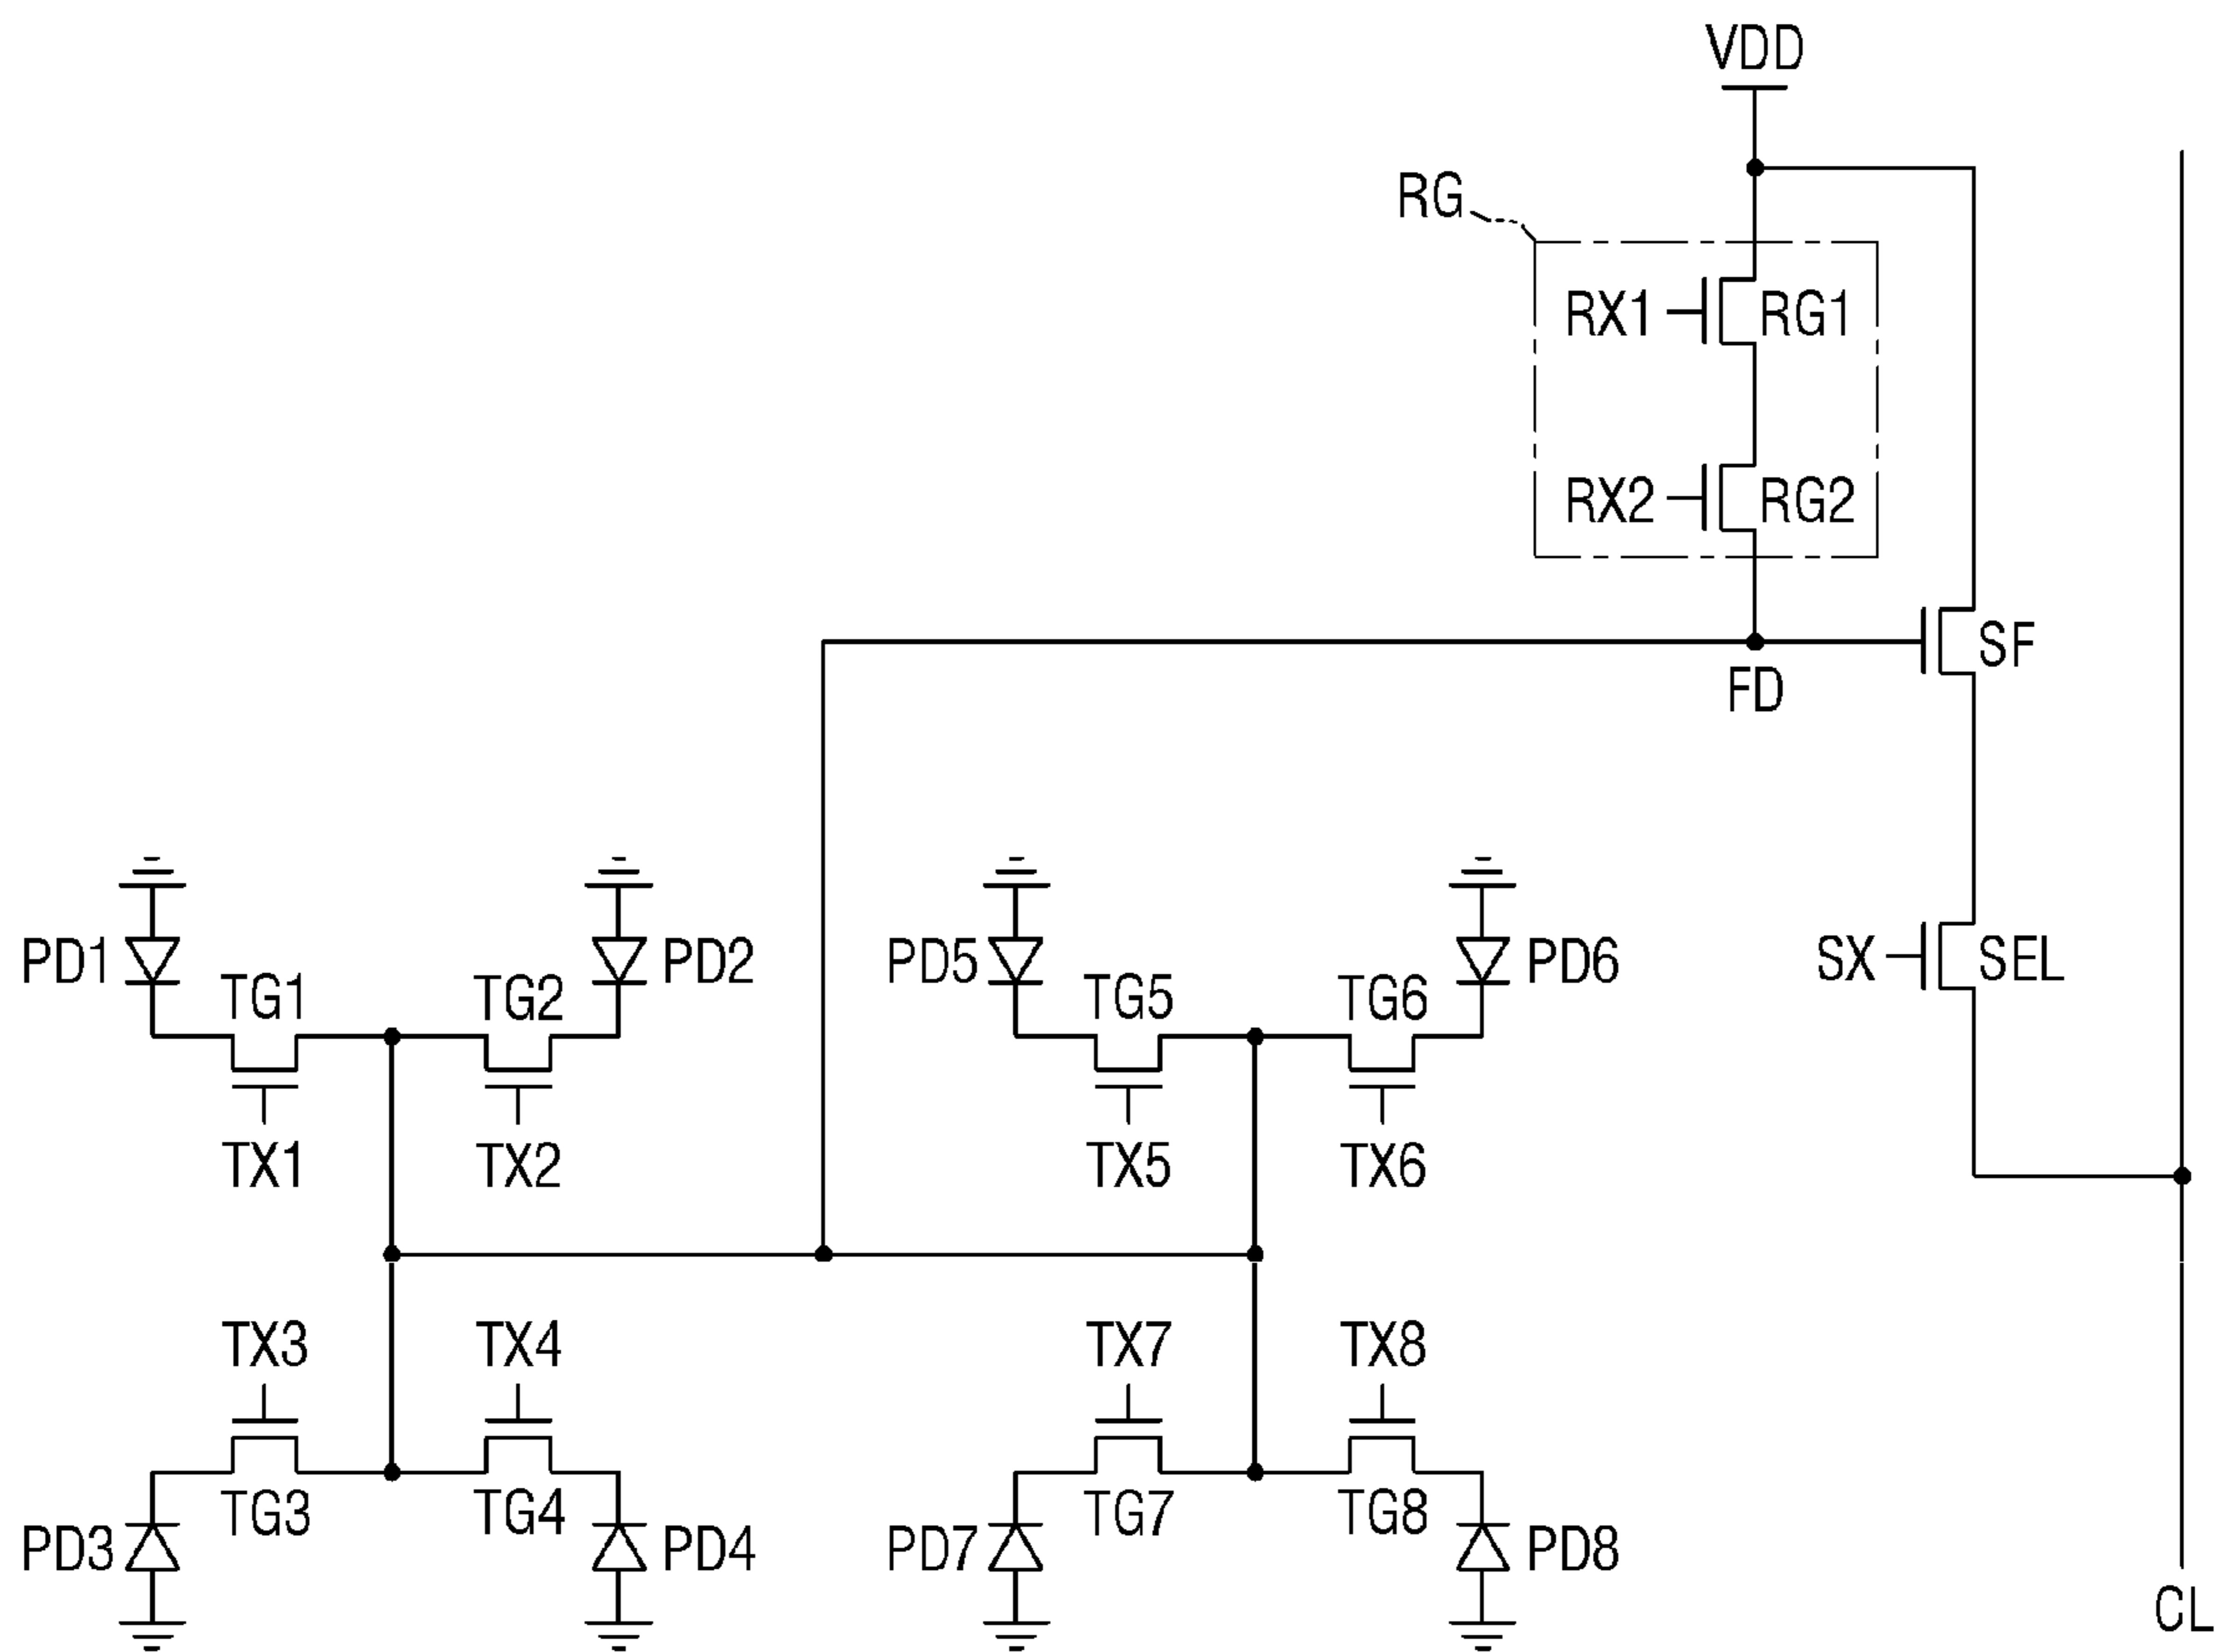 VDD
RG
RX1 RG1
RX2 RG2
SF
FD
PD1 PD2 PD5 PD6 SX SEL
TG1 TG2 TG5 TG6
TX1 TX2 TX5 TX6
TX3 TX4 TX7 TX8
TG3 TG4 TG7 TG8
PD3 PD4 PD7 PD8
CL